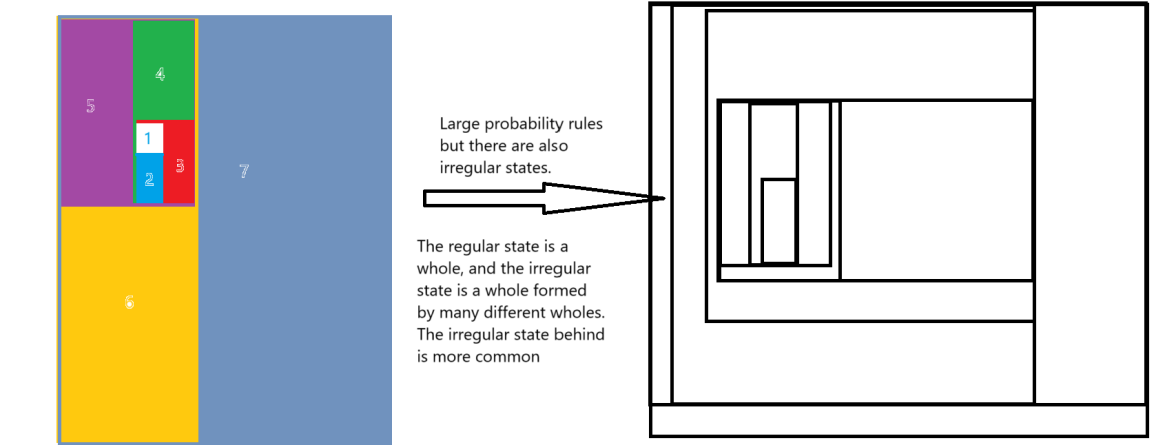 4
5
1
3
2
7
6
Large probability rules
but there are also
irregular states.
The regular state is a
whole, and the irregular
state is a whole formed
by many different wholes.
The irregular state behind
is more common